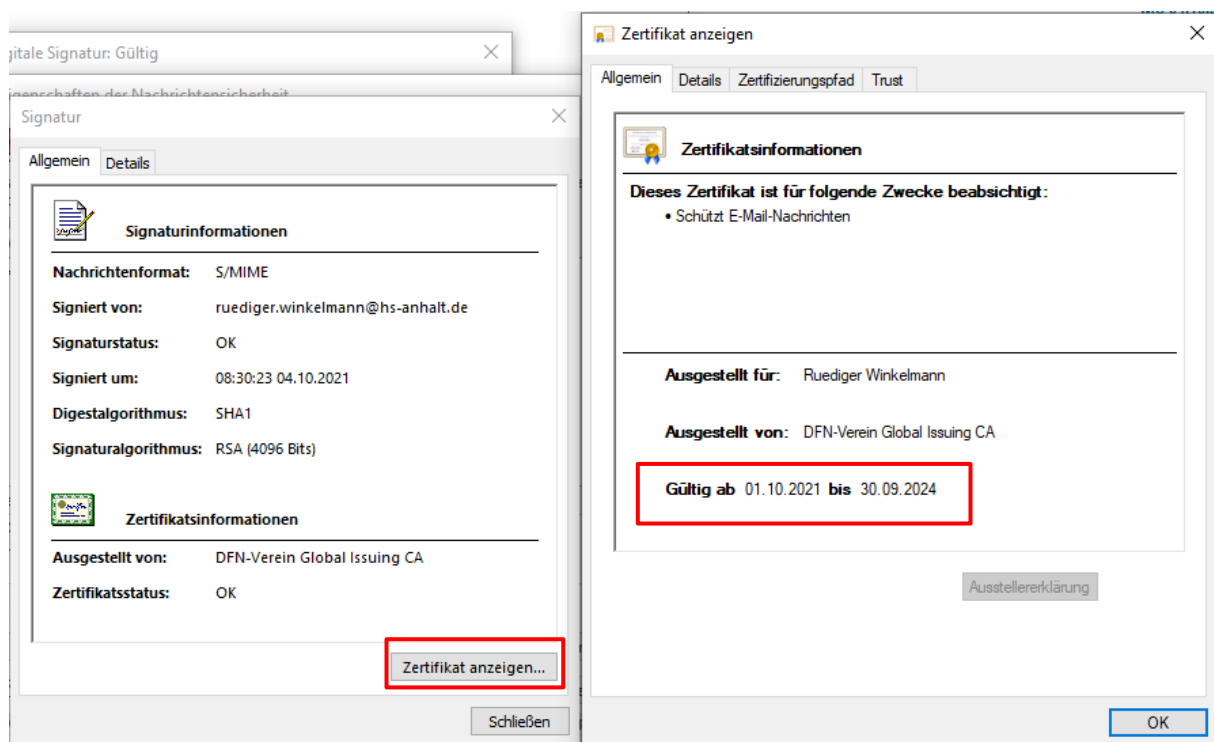 gitale Signatur: Gültig
genschaften der Nachrichtensicherheit
Signatur
Allgemein Details
Signaturinformationen
Nachrichtenformat: S/MIME
Signiert von: ruediger.winkelmann@hs-anhalt.de
Signaturstatus: OK
Signiert um: 08:30:23 04.10.2021
Digestalgorithmus: SHA1
Signaturalgorithmus: RSA (4096 Bits)
Zertifikatsinformationen
Ausgestellt von: DFN-Verein Global Issuing CA
Zertifikatsstatus: OK
Zertifikat anzeigen...
Schließen
Zertifikat anzeigen
Allgemein Details Zertifizierungspfad Trust
Zertifikatsinformationen
Dieses Zertifikat ist für folgende Zwecke beabsichtigt:
• Schützt E-Mail-Nachrichten
Ausgestellt für: Ruediger Winkelmann
Ausgestellt von: DFN-Verein Global Issuing CA
Gültig ab 01.10.2021 bis 30.09.2024
Ausstellererklärung
OK